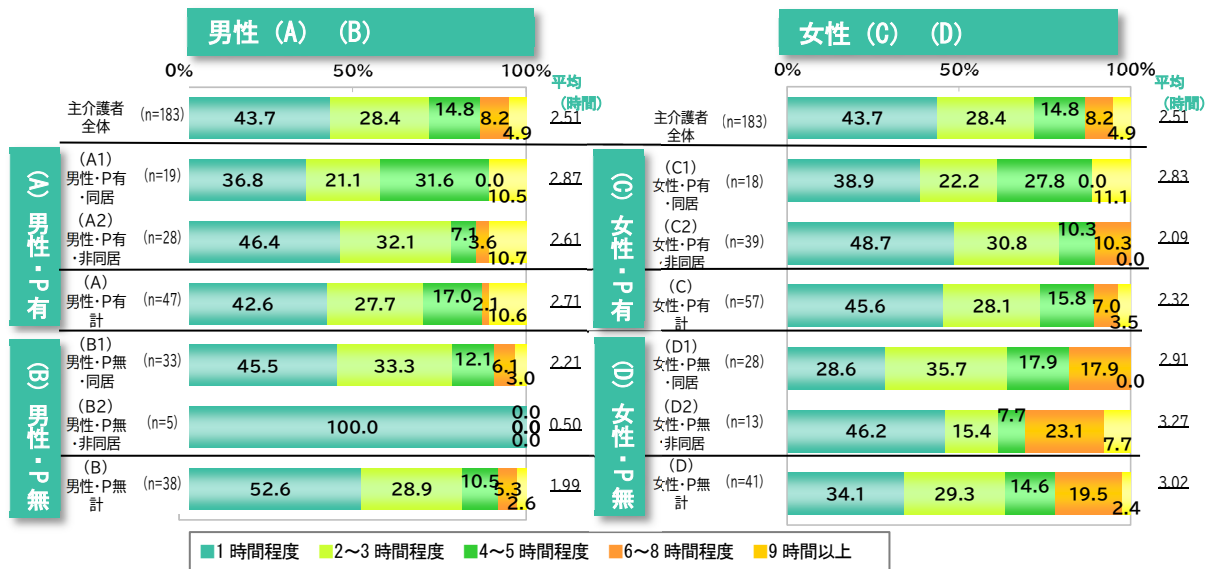 男性（A）（B）
0%
50%
100%
平均
（時間）
主介護者
全体
(n=183)
43.7
28.4
14.8
8.2
4.9
2.51
（A）男性・P有
（A1）
男性・P有
・同居
(n=19)
36.8
21.1
31.6
0.0
10.5
2.87
（A2）
男性・P有
・非同居
(n=28)
46.4
32.1
7.1
3.6
10.7
2.61
（A）
男性・P有
計
(n=47)
42.6
27.7
17.0
2.1
10.6
2.71
（B）男性・P無
（B1）
男性・P無
・同居
(n=33)
45.5
33.3
12.1
6.1
3.0
2.21
（B2）
男性・P無
・非同居
(n=5)
100.0
0.0
0.0
0.0
0.50
（B）
男性・P無
計
(n=38)
52.6
28.9
10.5
5.3
2.6
1.99
女性（C）（D）
0%
50%
100%
平均
（時間）
主介護者
全体
(n=183)
43.7
28.4
14.8
8.2
4.9
2.51
（C）女性・P有
（C1）
女性・P有
・同居
(n=18)
38.9
22.2
27.8
0.0
11.1
2.83
（C2）
女性・P有
・非同居
(n=39)
48.7
30.8
10.3
10.3
0.0
2.09
（C）
女性・P有
計
(n=57)
45.6
28.1
15.8
7.0
3.5
2.32
（D）女性・P無
（D1）
女性・P無
・同居
(n=28)
28.6
35.7
17.9
17.9
0.0
2.91
（D2）
女性・P無
・非同居
(n=13)
46.2
15.4
7.7
23.1
7.7
3.27
（D）
女性・P無
計
(n=41)
34.1
29.3
14.6
19.5
2.4
3.02
1 時間程度 2～3 時間程度 4～5 時間程度 6～8 時間程度 9 時間以上